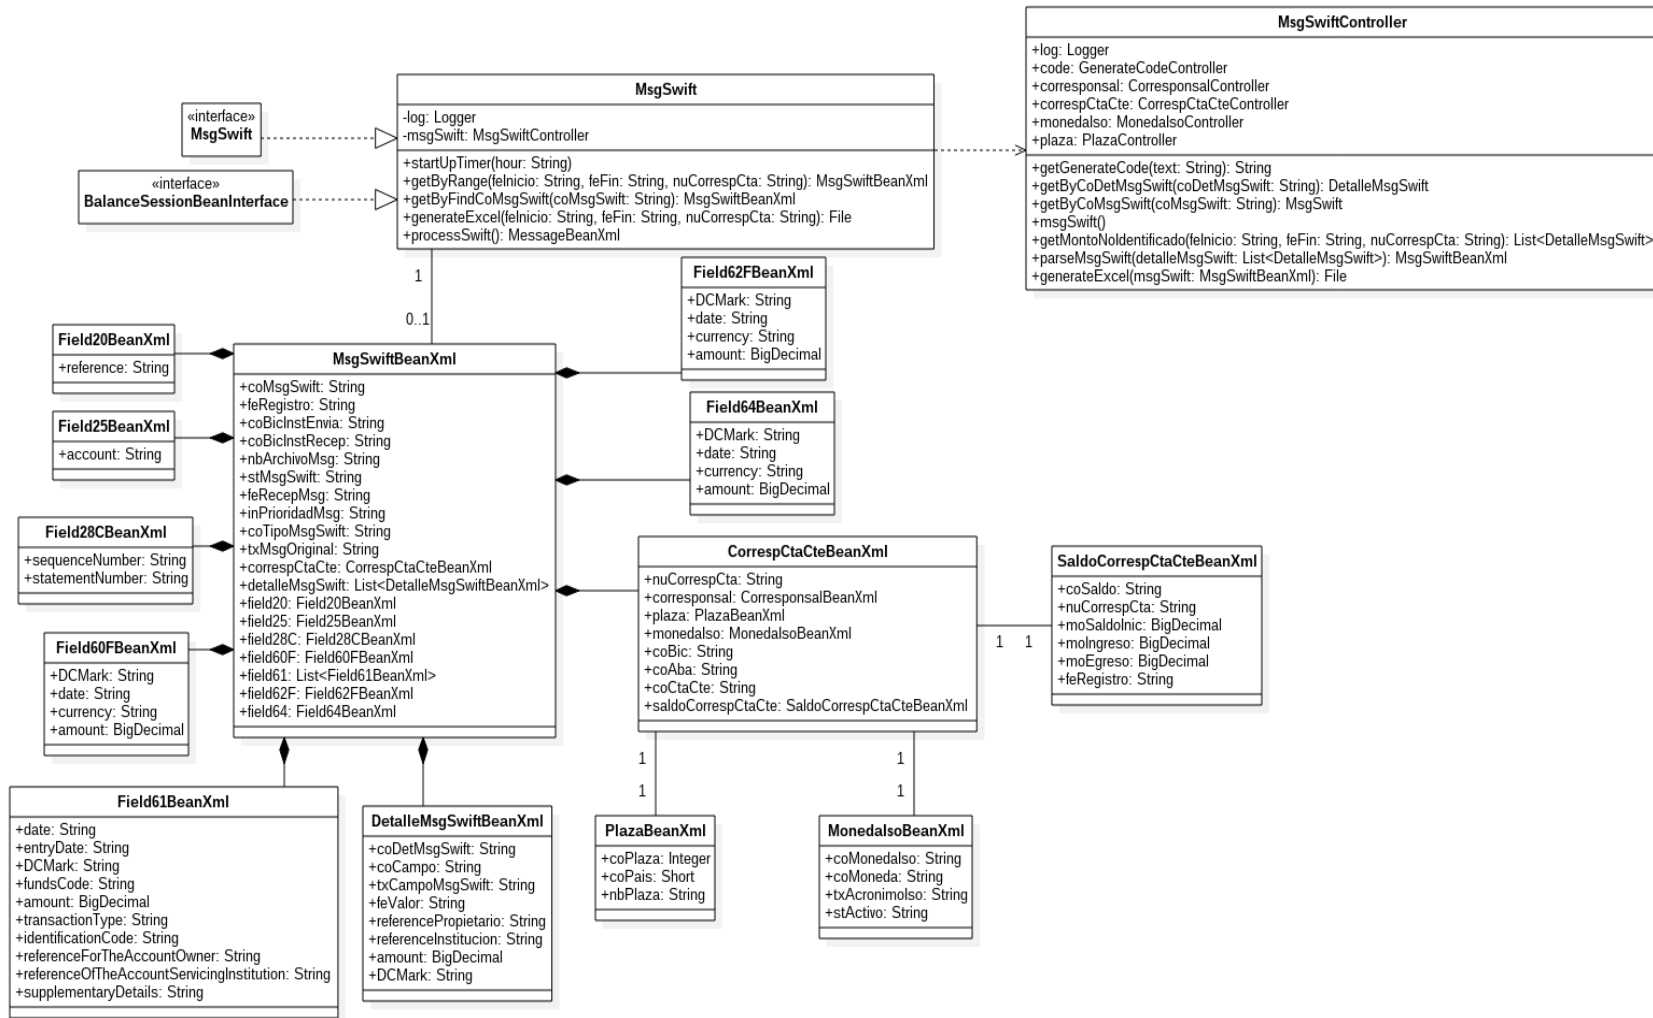 MsgSwiftController
+log: Logger
+code: GenerateCodeController
+corresponsal: CorresponsalController
+correspCtaCte: CorrespCtaCteController
+monedaIso: MonedaIsoController
+plaza: PlazaController
+getGenerateCode(text: String): String
+getByCoDetMsgSwift(coDetMsgSwift: String): DetalleMsgSwift
+getByCoMsgSwift(coMsgSwift: String): MsgSwift
+msgSwift()
+getMontoNoIdentificado(feInicio: String, feFin: String, nuCorrespCta: String): List<DetalleMsgSwift>
+parseMsgSwift(detalleMsgSwift: List<DetalleMsgSwift>): MsgSwiftBeanXml
+generateExcel(msgSwift: MsgSwiftBeanXml): File
MsgSwift
-log: Logger
-msgSwift: MsgSwiftController
+startUpTimer(hour: String)
+getByRange(feInicio: String, feFin: String, nuCorrespCta: String): MsgSwiftBeanXml
+getByFindCoMsgSwift(coMsgSwift: String): MsgSwiftBeanXml
+generateExcel(feInicio: String, feFin: String, nuCorrespCta: String): File
+processSwift(): MessageBeanXml
«interface»
MsgSwift
«interface»
BalanceSessionBeanInterface
1
0..1
Field62FBeanXml
+DCMark: String
+date: String
+currency: String
+amount: BigDecimal
Field20BeanXml
+reference: String
MsgSwiftBeanXml
+coMsgSwift: String
+feRegistro: String
+coBicInstEnvia: String
+coBicInstRecep: String
+nbArchivoMsg: String
+stMsgSwift: String
+feRecepMsg: String
+inPrioridadMsg: String
+coTipoMsgSwift: String
+txMsgOriginal: String
+correspCtaCte: CorrespCtaCteBeanXml
+detalleMsgSwift: List<DetalleMsgSwiftBeanXml>
+field20: Field20BeanXml
+field25: Field25BeanXml
+field28C: Field28CBeanXml
+field60F: Field60FBeanXml
+field61: List<Field61BeanXml>
+field62F: Field62FBeanXml
+field64: Field64BeanXml
Field64BeanXml
+DCMark: String
+date: String
+currency: String
+amount: BigDecimal
Field25BeanXml
+account: String
Field28CBeanXml
+sequenceNumber: String
+statementNumber: String
CorrespCtaCteBeanXml
+nuCorrespCta: String
+corresponsal: CorresponsalBeanXml
+plaza: PlazaBeanXml
+monedaIso: MonedaIsoBeanXml
+coBic: String
+coAba: String
+coCtaCte: String
+saldoCorrespCtaCte: SaldoCorrespCtaCteBeanXml
1
1
SaldoCorrespCtaCteBeanXml
+coSaldo: String
+nuCorrespCta: String
+moSaldoInic: BigDecimal
+moIngreso: BigDecimal
+moEgreso: BigDecimal
+feRegistro: String
Field60FBeanXml
+DCMark: String
+date: String
+currency: String
+amount: BigDecimal
1
1
1
1
Field61BeanXml
+date: String
+entryDate: String
+DCMark: String
+fundsCode: String
+amount: BigDecimal
+transactionType: String
+identificationCode: String
+referenceForTheAccountOwner: String
+referenceOfTheAccountServicingInstitution: String
+supplementaryDetails: String
DetalleMsgSwiftBeanXml
+coDetMsgSwift: String
+coCampo: String
+txCampoMsgSwift: String
+feValor: String
+referencePropietario: String
+referenceInstitucion: String
+amount: BigDecimal
+DCMark: String
PlazaBeanXml
+coPlaza: Integer
+coPais: Short
+nbPlaza: String
MonedaIsoBeanXml
+coMonedaIso: String
+coMoneda: String
+txAcronimoIso: String
+stActivo: String